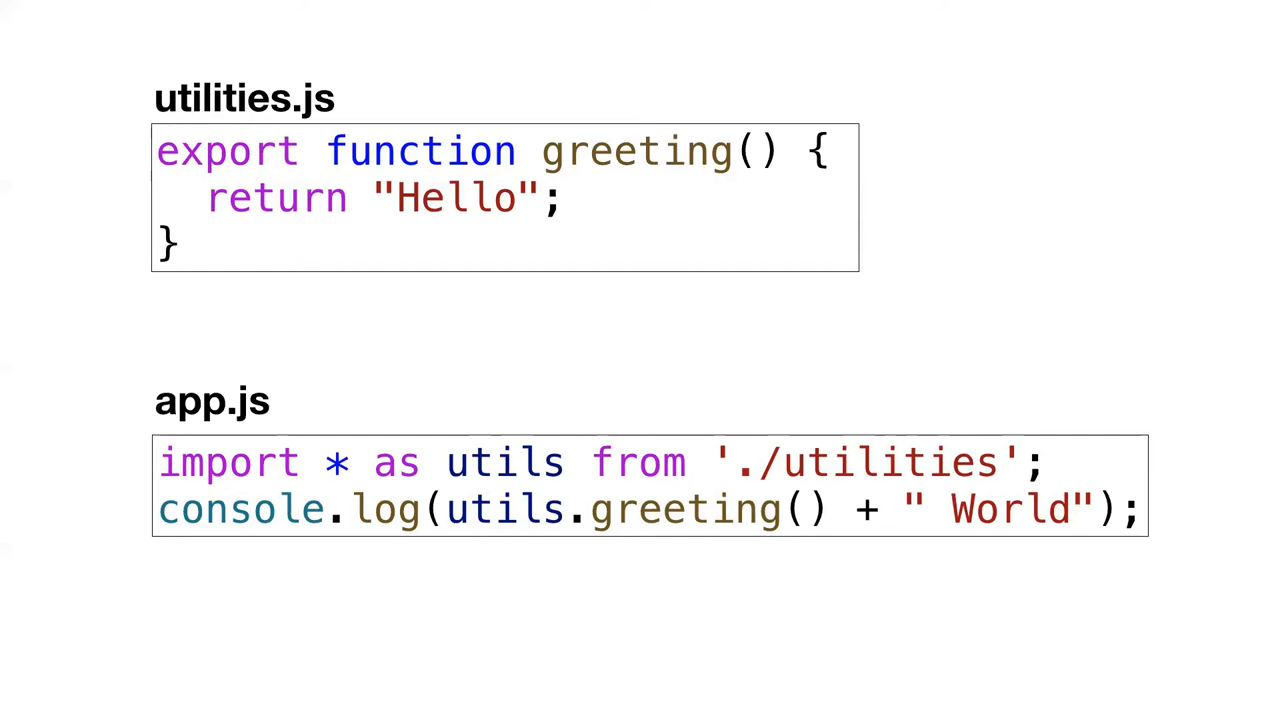 utilities.js
export function greeting() {
  return "Hello";
}
app.js
import * as utils from './utilities';
console.log(utils.greeting() + " World");